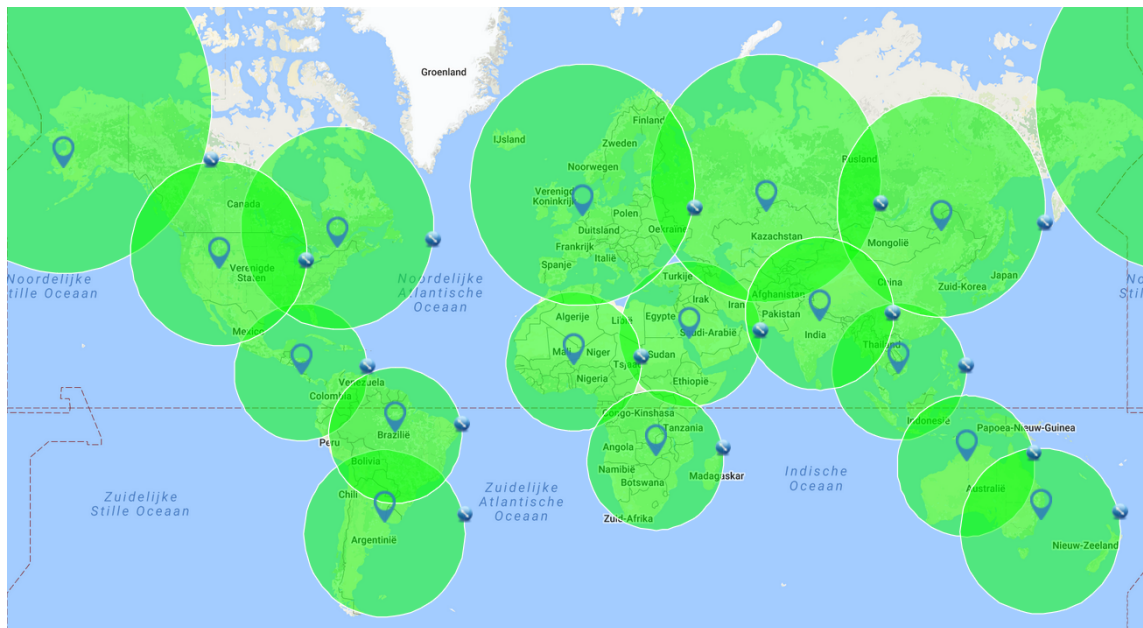 Groenland
IJsland
Finland
Zweden
Noorwegen
Rusland
Verenigd
Koninkrijk
Polen
Duitsland
Oekraïne
Kazachstan
Canada
Frankrijk
Italië
Mongolië
Spanje
Verenigde
Staten
Noordelijke
Stille Oceaan
Noordelijke
Atlantische
Oceaan
Turkije
Japan
China
Zuid-Korea
Irak
Iran
Afghanistan
Pakistan
Algerije
Libië
Egypte
Saoedi-Arabië
India
Mexico
Mali
Niger
Tsjaad
Sudan
Thailand
Nigeria
Ethiopië
Venezuela
Colombia
Congo-Kinshasa
Indonesië
Tanzania
Papoea-Nieuw-Guinea
Peru
Brazilië
Angola
Bolivia
Namibië
Madagaskar
Botswana
Indische
Oceaan
Australië
Chili
Zuidelijke
Stille Oceaan
Zuidelijke
Atlantische
Oceaan
Zuid-Afrika
Argentinië
Nieuw-Zeeland
No
Stil